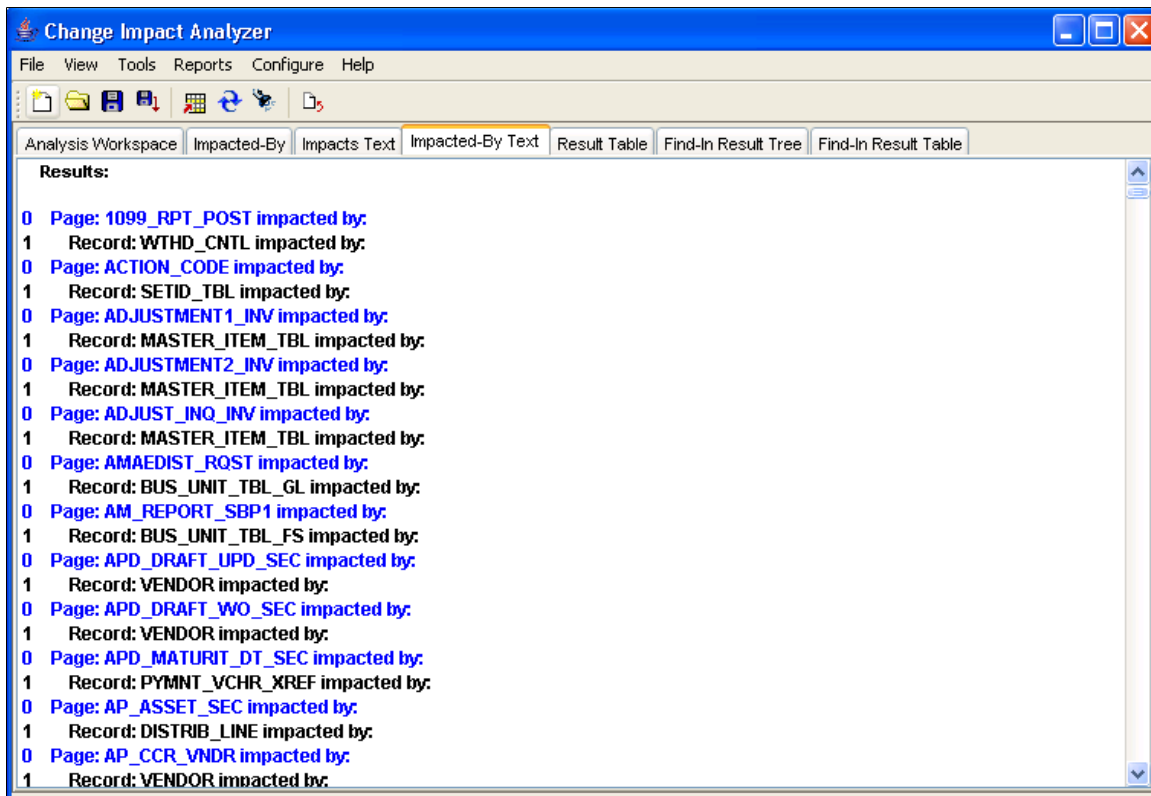 Change Impact Analyzer
File View Tools Reports Configure Help
Analysis Workspace Impacted-By Impacts Text Impacted-By Text Result Table Find-In Result Tree Find-In Result Table
Results:
0 Page: 1099_RPT_POST impacted by:
1 Record: WTHD_CNTL impacted by:
0 Page: ACTION_CODE impacted by:
1 Record: SETID_TBL impacted by:
0 Page: ADJUSTMENT1_INV impacted by:
1 Record: MASTER_ITEM_TBL impacted by:
0 Page: ADJUSTMENT2_INV impacted by:
1 Record: MASTER_ITEM_TBL impacted by:
0 Page: ADJUST_INQ_INV impacted by:
1 Record: MASTER_ITEM_TBL impacted by:
0 Page: AMAEDIST_RQST impacted by:
1 Record: BUS_UNIT_TBL_GL impacted by:
0 Page: AM_REPORT_SBP1 impacted by:
1 Record: BUS_UNIT_TBL_FS impacted by:
0 Page: APD_DRAFT_UPD_SEC impacted by:
1 Record: VENDOR impacted by:
0 Page: APD_DRAFT_WO_SEC impacted by:
1 Record: VENDOR impacted by:
0 Page: APD_MATURIT_DT_SEC impacted by:
1 Record: PYMNT_VCHR_XREF impacted by:
0 Page: AP_ASSET_SEC impacted by:
1 Record: DISTRIB_LINE impacted by:
0 Page: AP_CCR_VNDR impacted by:
1 Record: VENDOR impacted by: